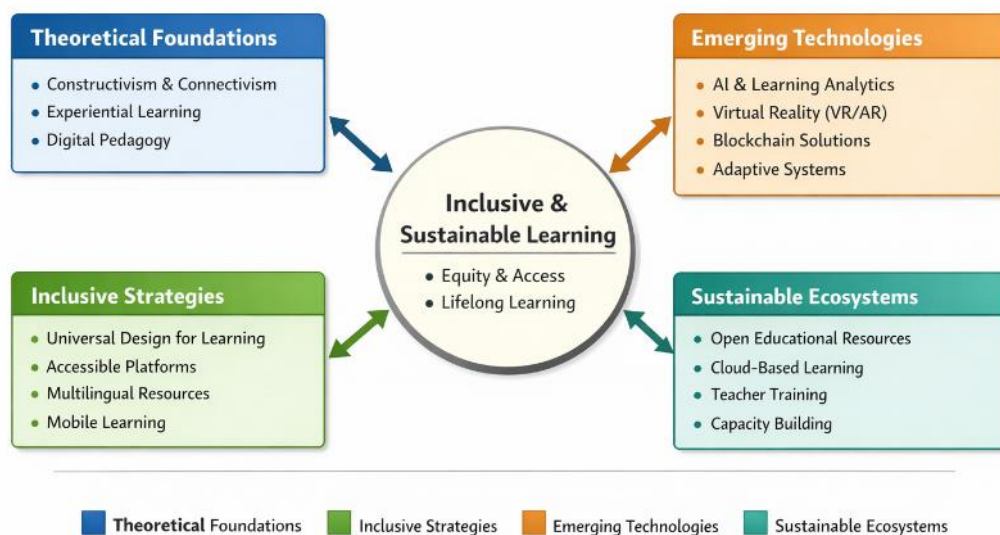 Theoretical Foundations
• Constructivism & Connectivism
• Experiential Learning
• Digital Pedagogy
Emerging Technologies
• AI & Learning Analytics
• Virtual Reality (VR/AR)
• Blockchain Solutions
• Adaptive Systems
Inclusive &
Sustainable Learning
• Equity & Access
• Lifelong Learning
Inclusive Strategies
• Universal Design for Learning
• Accessible Platforms
• Multilingual Resources
• Mobile Learning
Sustainable Ecosystems
• Open Educational Resources
• Cloud-Based Learning
• Teacher Training
• Capacity Building
Theoretical Foundations
Inclusive Strategies
Emerging Technologies
Sustainable Ecosystems